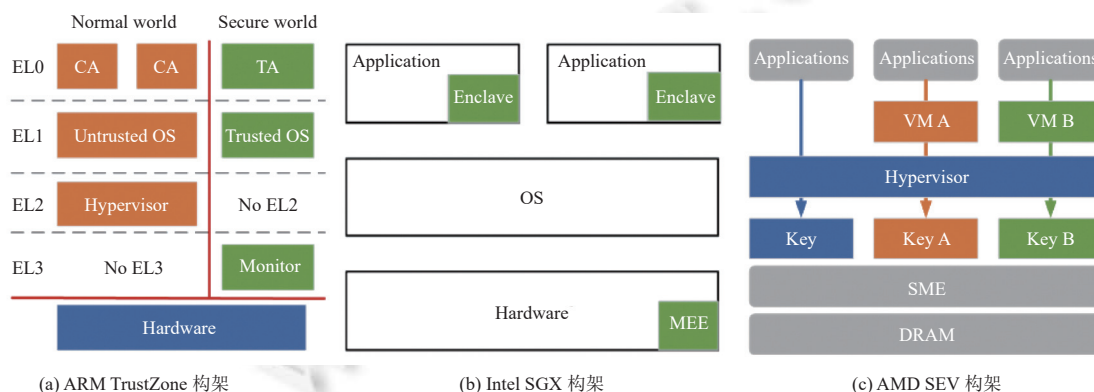 Normal world
Secure world
EL0
CA
CA
TA
EL1
Untrusted OS
Trusted OS
EL2
Hypervisor
No EL2
EL3
No EL3
Monitor
Hardware
(a) ARM TrustZone 构架
Application
Enclave
Application
Enclave
OS
Hardware
MEE
(b) Intel SGX 构架
Applications
Applications
Applications
VM A
VM B
Hypervisor
Key
Key A
Key B
SME
DRAM
(c) AMD SEV 构架